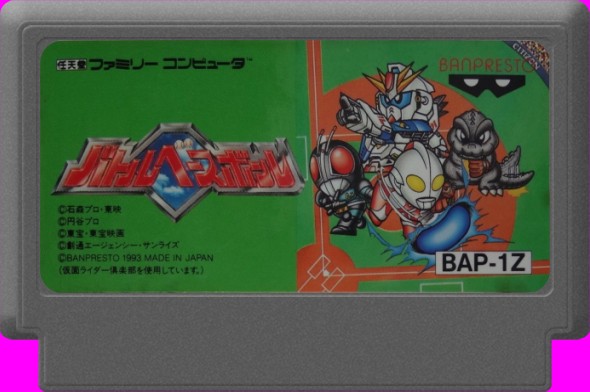 任天堂 ファミリー コンピュータ™
BANPRESTO
バトルベースボール
©石森プロ・東映
©円谷プロ
©東宝・東宝映画
©創通エージェンシー・サンライズ
©BANPRESTO 1993 MADE IN JAPAN
(仮面ライダー倶楽部を使用しています。)
BAP-1Z